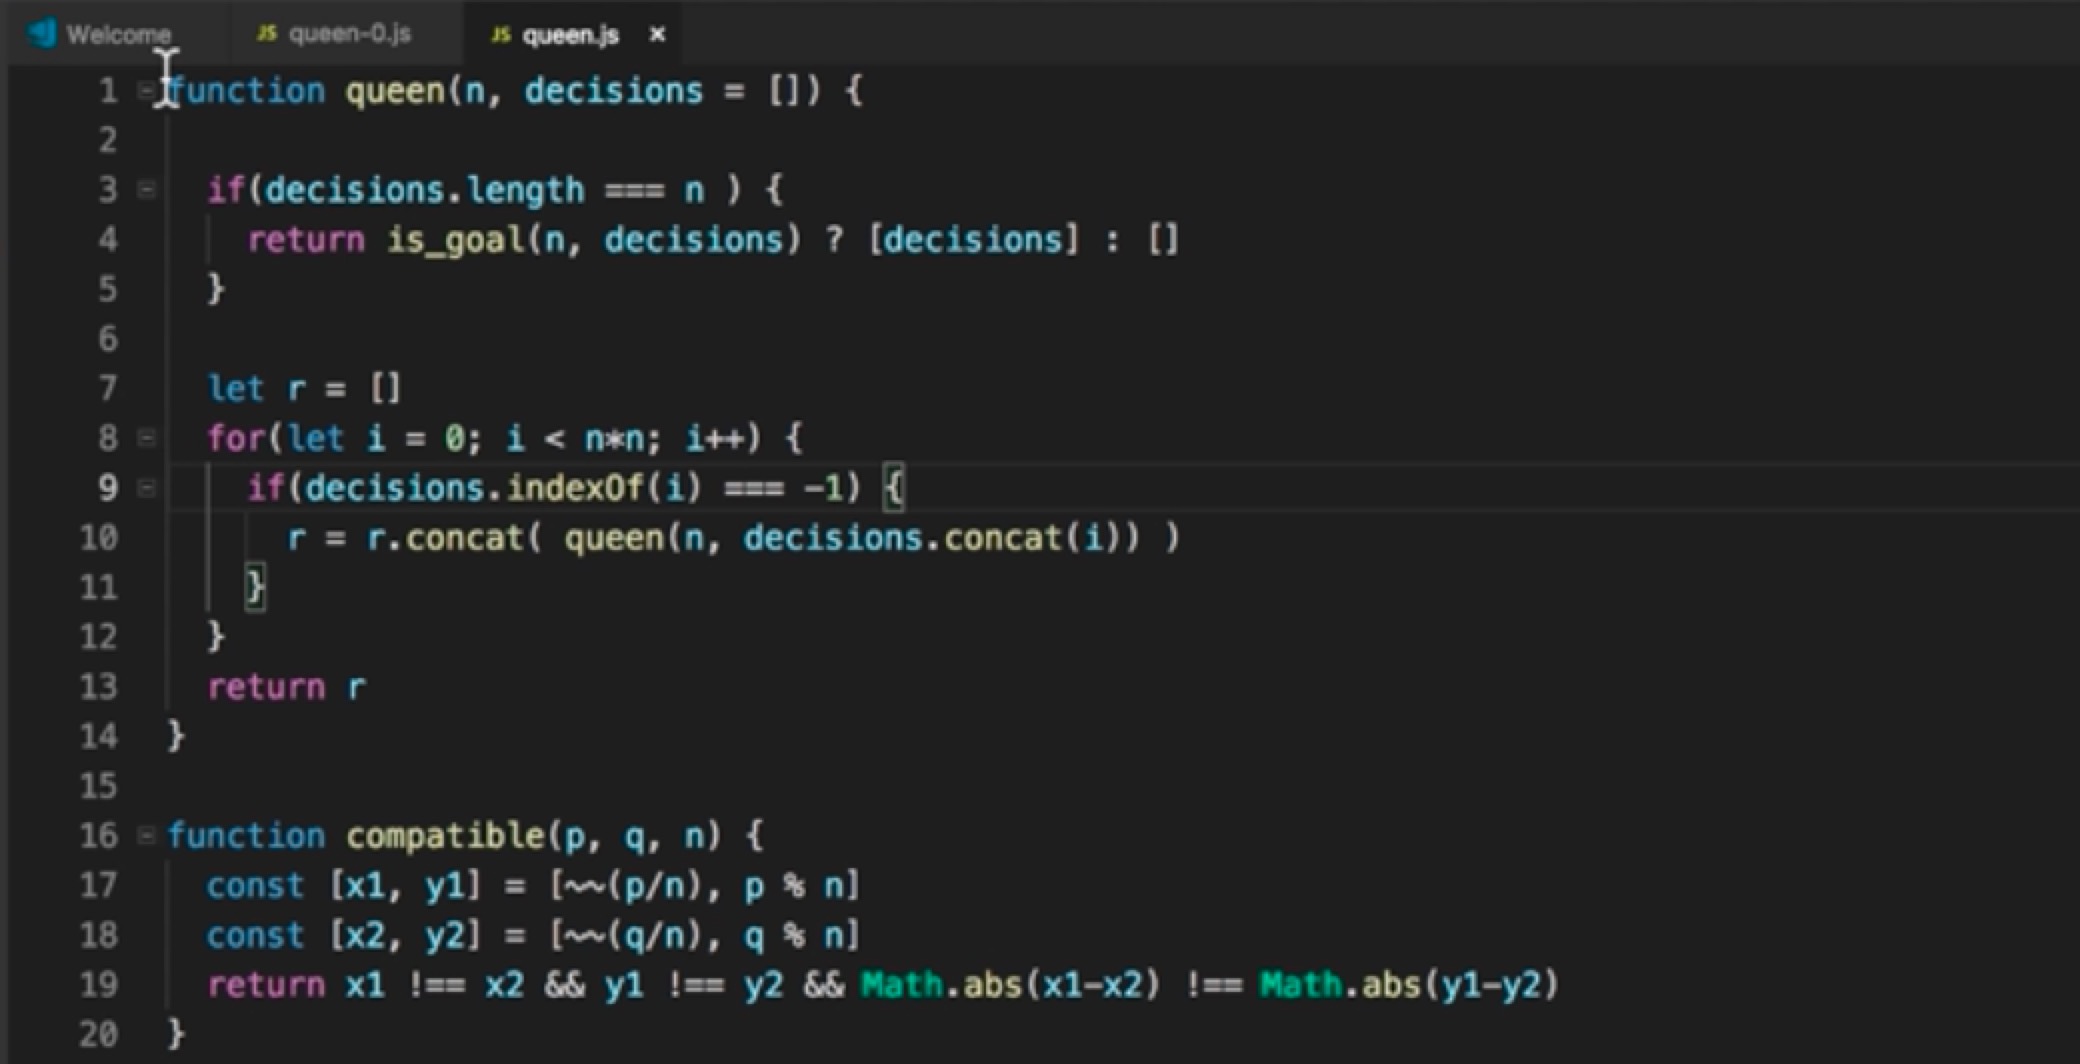 Welcome JS queen-0.js JS queen.js ×
1 function queen(n, decisions = []) {
2
3 if(decisions.length === n ) {
4 return is_goal(n, decisions) ? [decisions] : []
5 }
6
7 let r = []
8 for(let i = 0; i < n*n; i++) {
9 if(decisions.indexOf(i) === -1) {
10 r = r.concat( queen(n, decisions.concat(i)) )
11 }
12 }
13 return r
14 }
15
16 function compatible(p, q, n) {
17 const [x1, y1] = [~~(p/n), p % n]
18 const [x2, y2] = [~~(q/n), q % n]
19 return x1 !== x2 && y1 !== y2 && Math.abs(x1-x2) !== Math.abs(y1-y2)
20 }